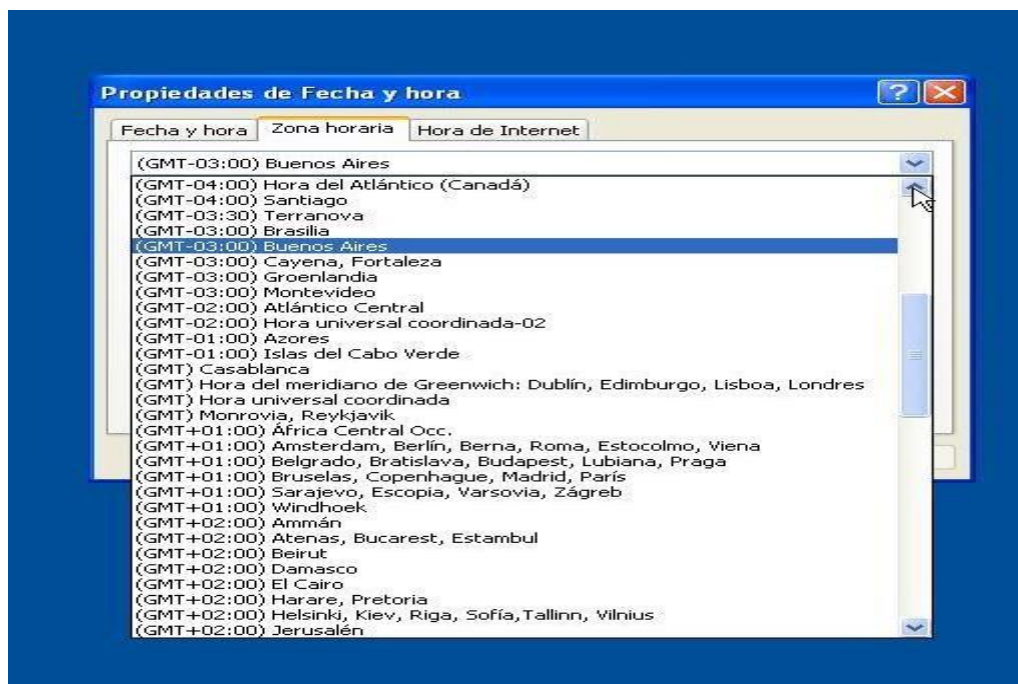 Propiedades de Fecha y hora
Fecha y hora Zona horaria Hora de Internet
(GMT-03:00) Buenos Aires
(GMT-04:00) Hora del Atlántico (Canadá)
(GMT-04:00) Santiago
(GMT-03:30) Terranova
(GMT-03:00) Brasilia
(GMT-03:00) Buenos Aires
(GMT-03:00) Cayena, Fortaleza
(GMT-03:00) Groenlandia
(GMT-03:00) Montevideo
(GMT-02:00) Atlántico Central
(GMT-02:00) Hora universal coordinada-02
(GMT-01:00) Azores
(GMT-01:00) Islas del Cabo Verde
(GMT) Casablanca
(GMT) Hora del meridiano de Greenwich: Dublín, Edimburgo, Lisboa, Londres
(GMT) Hora universal coordinada
(GMT) Monrovia, Reykjavik
(GMT+01:00) África Central Occ.
(GMT+01:00) Amsterdam, Berlín, Berna, Roma, Estocolmo, Viena
(GMT+01:00) Belgrado, Bratislava, Budapest, Lubiana, Praga
(GMT+01:00) Bruselas, Copenhague, Madrid, París
(GMT+01:00) Sarajevo, Escopia, Varsovia, Zágreb
(GMT+01:00) Windhoek
(GMT+02:00) Ammán
(GMT+02:00) Atenas, Bucarest, Estambul
(GMT+02:00) Beirut
(GMT+02:00) Damasco
(GMT+02:00) El Cairo
(GMT+02:00) Harare, Pretoria
(GMT+02:00) Helsinki, Kiev, Riga, Sofía,Tallinn, Vilnius
(GMT+02:00) Jerusalén